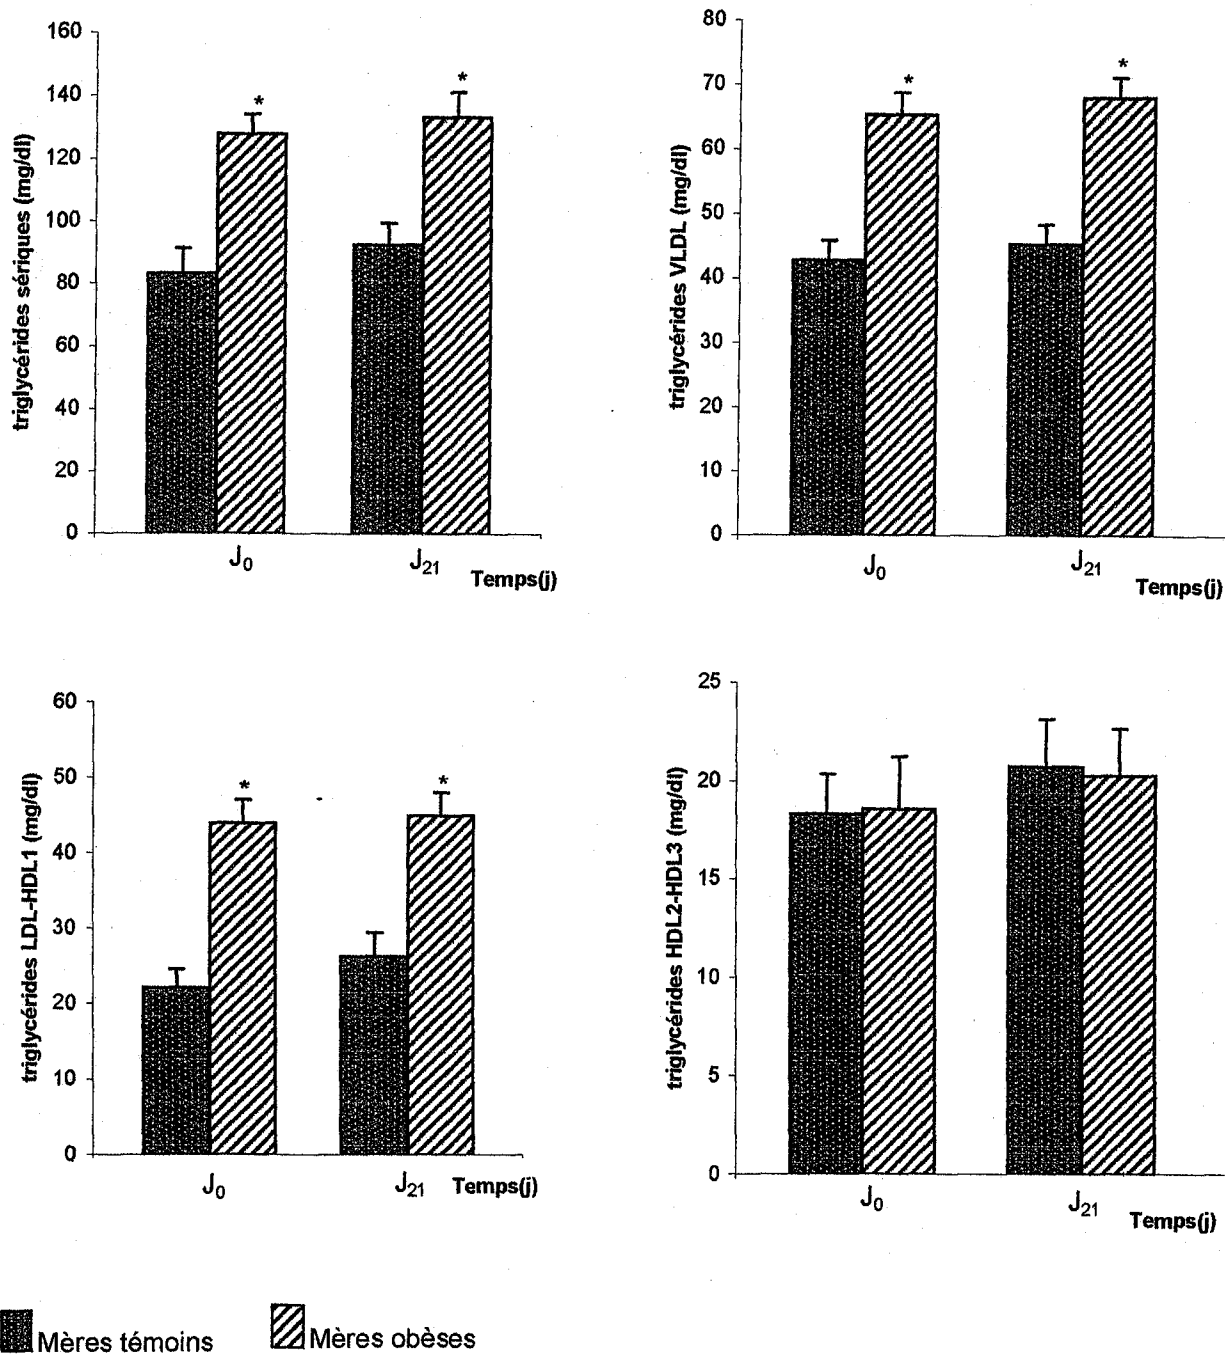 triglycérides sériques (mg/dl)
160
140
120
100
80
60
40
20
0
*
*
J0
J21
Temps(j)
triglycérides VLDL (mg/dl)
80
70
60
50
40
30
20
10
0
*
*
J0
J21
Temps(j)
triglycérides LDL-HDL1 (mg/dl)
60
50
40
30
20
10
0
*
*
J0
J21
Temps(j)
triglycérides HDL2-HDL3 (mg/dl)
25
20
15
10
5
0
J0
J21
Temps(j)
Mères témoins
Mères obèses